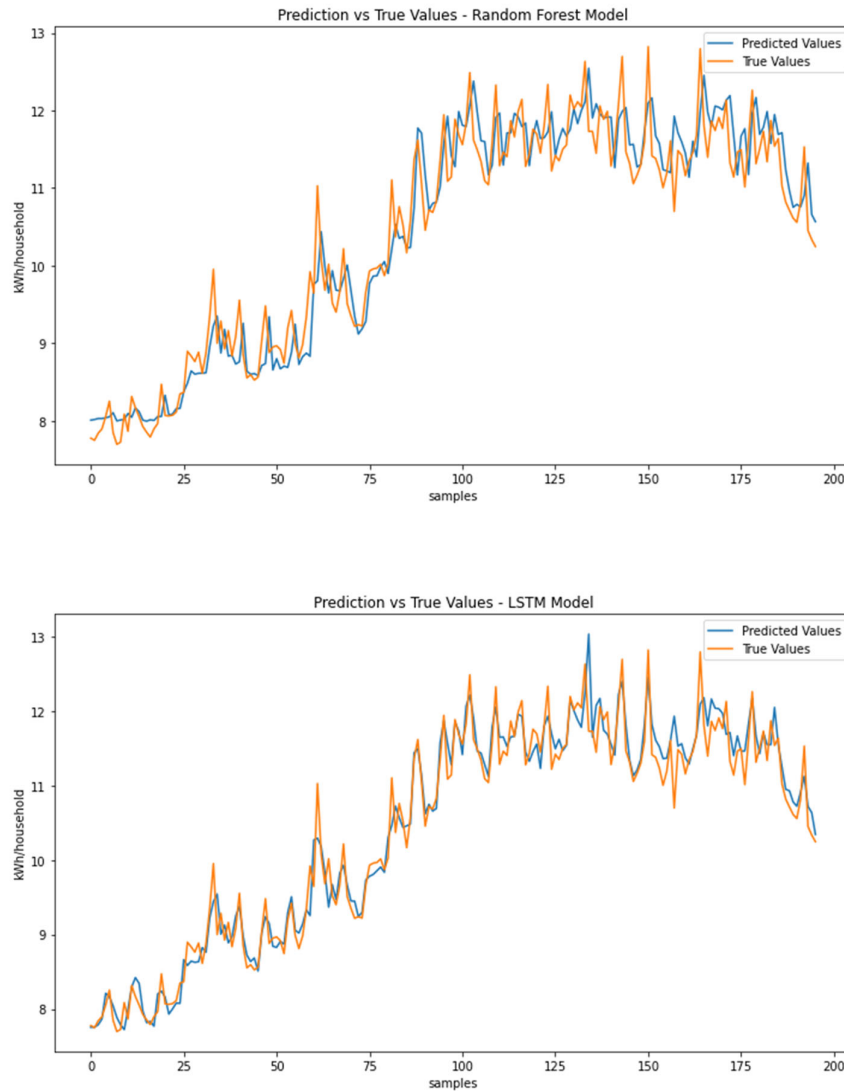 Prediction vs True Values - Random Forest Model
Predicted Values
True Values
kWh/household
13
12
11
10
9
8
0 25 50 75 100 125 150 175 200
samples
Prediction vs True Values - LSTM Model
Predicted Values
True Values
kWh/household
13
12
11
10
9
8
0 25 50 75 100 125 150 175 200
samples